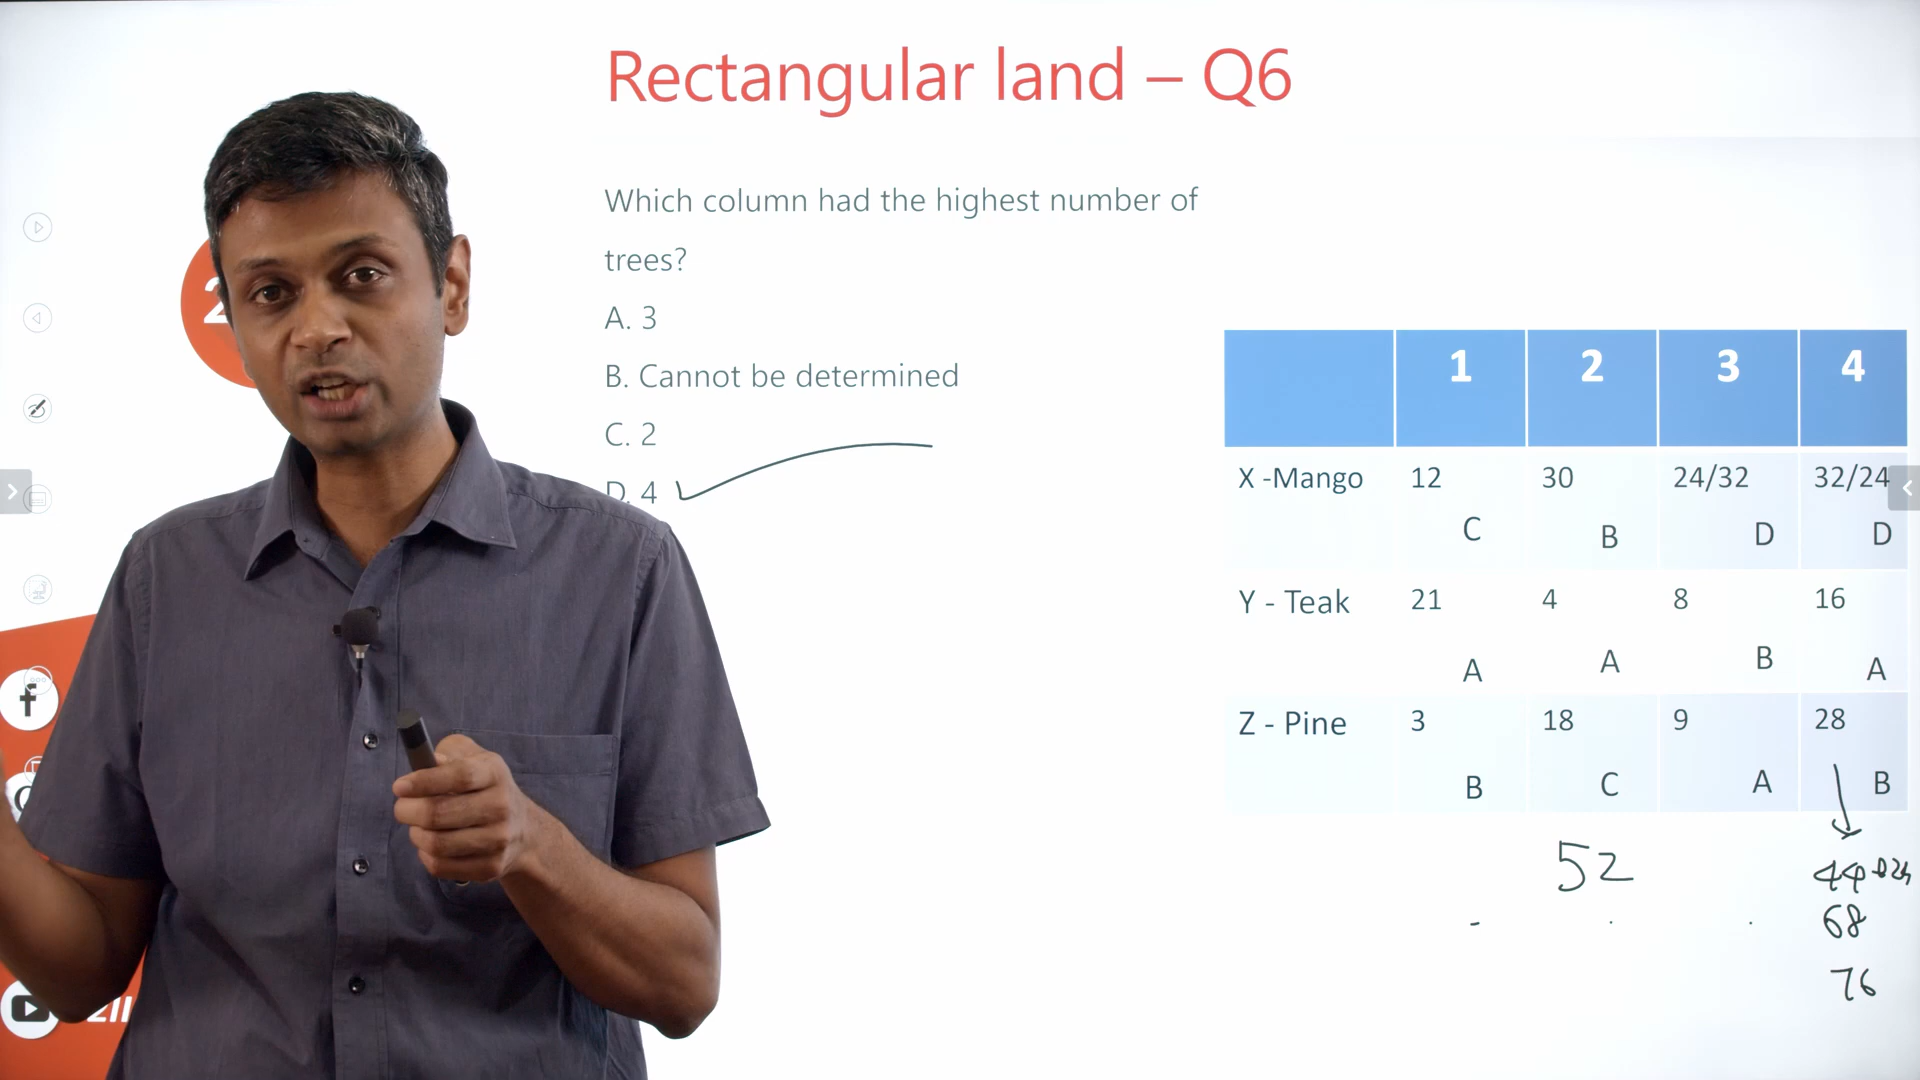 Rectangular land – Q6
Which column had the highest number of
trees?
A. 3
B. Cannot be determined
C. 2
D. 4
1 2 3 4
X -Mango 12 30 24/32 32/24
C B D D
Y - Teak 21 4 8 16
A A B A
Z - Pine 3 18 9 28
B C A B
52
44
68
76
2
f